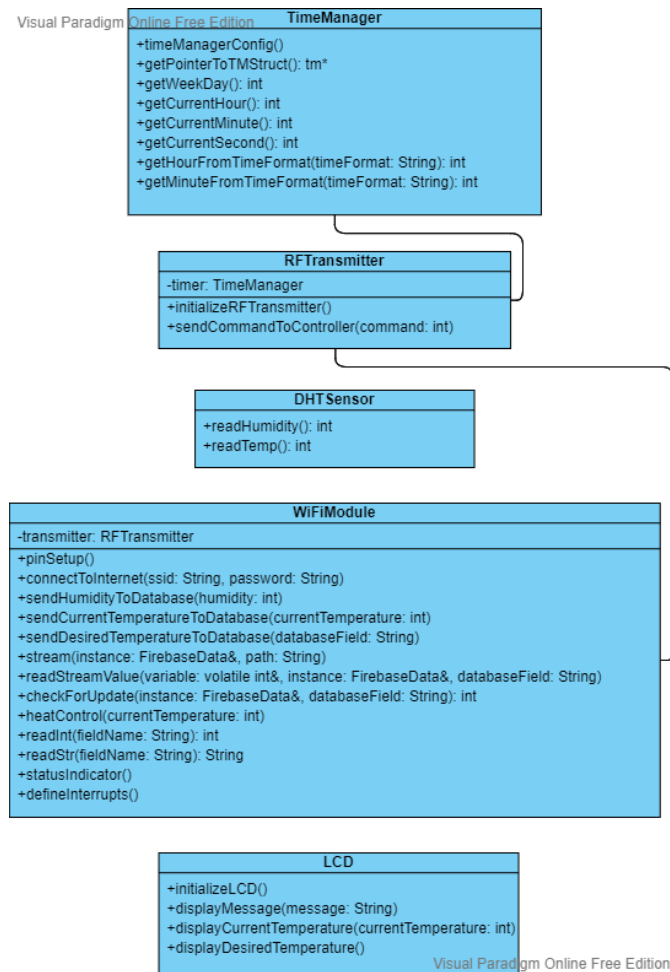 Visual Paradigm Online Free Edition
TimeManager
+timeManagerConfig()
+getPointerToTMStruct(): tm*
+getWeekDay(): int
+getCurrentHour(): int
+getCurrentMinute(): int
+getCurrentSecond(): int
+getHourFromTimeFormat(timeFormat: String): int
+getMinuteFromTimeFormat(timeFormat: String): int
RFTransmitter
-timer: TimeManager
+initializeRFTransmitter()
+sendCommandToController(command: int)
DHTSensor
+readHumidity(): int
+readTemp(): int
WiFiModule
-transmitter: RFTransmitter
+pinSetup()
+connectToInternet(ssid: String, password: String)
+sendHumidityToDatabase(humidity: int)
+sendCurrentTemperatureToDatabase(currentTemperature: int)
+sendDesiredTemperatureToDatabase(databaseField: String)
+stream(instance: FirebaseData&, path: String)
+readStreamValue(variable: volatile int&, instance: FirebaseData&, databaseField: String)
+checkForUpdate(instance: FirebaseData&, databaseField: String): int
+heatControl(currentTemperature: int)
+readInt(fieldName: String): int
+readStr(fieldName: String): String
+statusIndicator()
+defineInterrupts()
LCD
+initializeLCD()
+displayMessage(message: String)
+displayCurrentTemperature(currentTemperature: int)
+displayDesiredTemperature()
Visual Paradigm Online Free Edition